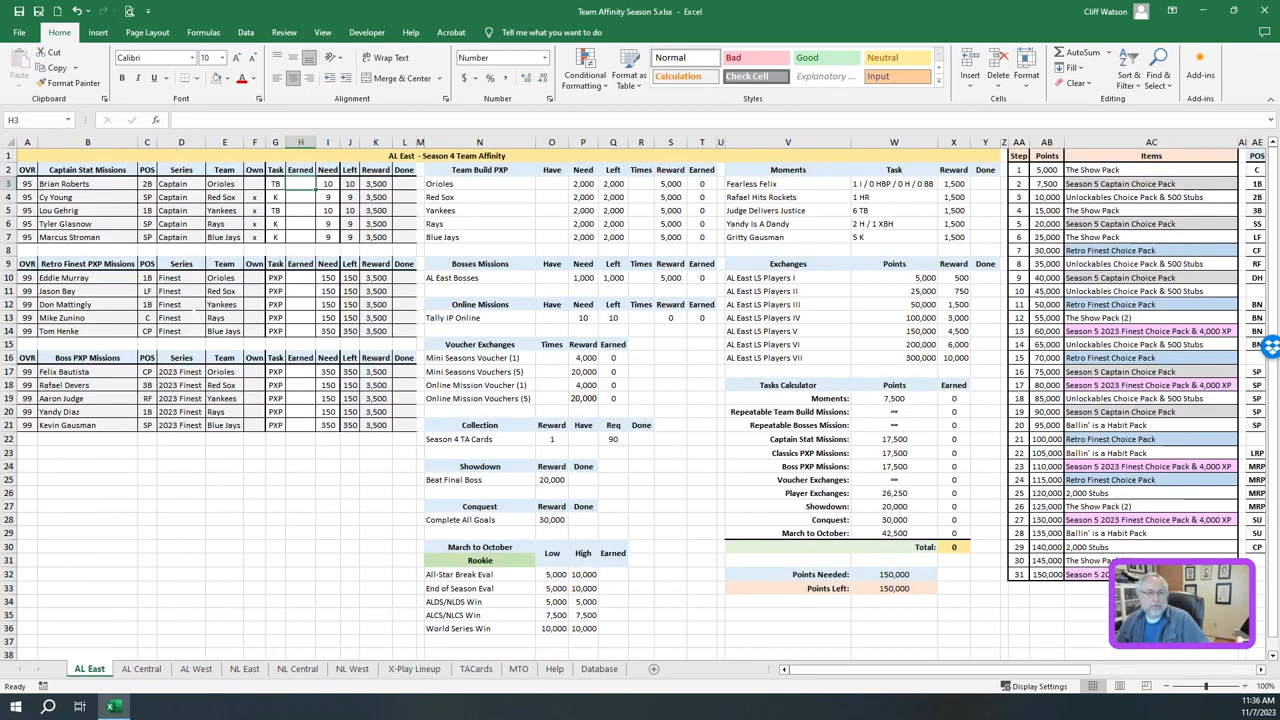 Team Affinity Season 5.xlsx - Excel
Cliff Watson
File Home Insert Page Layout Formulas Data Review View Developer Help Acrobat Tell me what you want to do
Cut
Copy
Format Painter
Paste
Clipboard
Calibri 10
Font
Wrap Text
Merge & Center
Alignment
Number
Number
Conditional Formatting
Format as Table
Normal Bad Good Neutral
Calculation Check Cell Explanatory ... Input
Styles
Insert Delete Format
Cells
AutoSum
Fill
Clear
Sort & Filter
Find & Select
Editing
Add-ins
Add-ins
H3
AL East - Season 4 Team Affinity
OVR Captain Stat Missions POS Series Team Own Task Earned Need Left Reward Done
95 Brian Roberts 2B Captain Orioles TB 10 10 3,500
95 Cy Young SP Captain Red Sox x K 9 9 3,500
95 Lou Gehrig 1B Captain Yankees x TB 10 10 3,500
95 Tyler Glasnow SP Captain Rays x K 9 9 3,500
95 Marcus Stroman SP Captain Blue Jays x K 9 9 3,500
OVR Retro Finest PXP Missions POS Series Team Own Task Earned Need Left Reward Done
99 Eddie Murray 1B Finest Orioles PXP 150 150 3,500
99 Jason Bay LF Finest Red Sox PXP 150 150 3,500
99 Don Mattingly 1B Finest Yankees PXP 150 150 3,500
99 Mike Zunino C Finest Rays PXP 150 150 3,500
99 Tom Henke CP Finest Blue Jays PXP 350 350 3,500
OVR Boss PXP Missions POS Series Team Own Task Earned Need Left Reward Done
99 Felix Bautista CP 2023 Finest Orioles PXP 350 350 3,500
99 Rafael Devers 3B 2023 Finest Red Sox PXP 150 150 3,500
99 Aaron Judge RF 2023 Finest Yankees PXP 150 150 3,500
99 Yandy Diaz 1B 2023 Finest Rays PXP 150 150 3,500
99 Kevin Gausman SP 2023 Finest Blue Jays PXP 350 350 3,500
Team Build PXP Have Need Left Times Reward Earned
Orioles 2,000 2,000 5,000 0
Red Sox 2,000 2,000 5,000 0
Yankees 2,000 2,000 5,000 0
Rays 2,000 2,000 5,000 0
Blue Jays 2,000 2,000 5,000 0
Bosses Missions Have Need Left Times Reward Earned
AL East Bosses 1,000 1,000 5,000 0
Online Missions Have Need Left Times Reward Earned
Tally IP Online 10 10 0 0
Voucher Exchanges Times Reward Earned
Mini Seasons Voucher (1) 4,000 0
Mini Seasons Vouchers (5) 20,000 0
Online Mission Voucher (1) 4,000 0
Online Mission Vouchers (5) 20,000 0
Collection Reward Have Req Done
Season 4 TA Cards 1 90
Showdown Reward Done
Beat Final Boss 20,000
Conquest Reward Done
Complete All Goals 30,000
March to October Low High Earned
Rookie
All-Star Break Eval 5,000 10,000
End of Season Eval 5,000 10,000
ALDS/NLDS Win 5,000 5,000
ALCS/NLCS Win 7,500 7,500
World Series Win 10,000 10,000
Moments Task Reward Done
Fearless Felix 1 I / 0 HBP / 0 H / 0 BB 1,500
Rafael Hits Rockets 1 HR 1,500
Judge Delivers Justice 6 TB 1,500
Yandy Is A Dandy 2 H / 1 XBH 1,500
Gritty Gausman 5 K 1,500
Exchanges Points Reward Done
AL East LS Players I 5,000 500
AL East LS Players II 25,000 750
AL East LS Players III 50,000 1,500
AL East LS Players IV 100,000 3,000
AL East LS Players V 150,000 4,500
AL East LS Players VI 200,000 6,000
AL East LS Players VII 300,000 10,000
Tasks Calculator Points Earned
Moments: 7,500 0
Repeatable Team Build Missions: ∞ 0
Repeatable Bosses Mission: ∞ 0
Captain Stat Missions: 17,500 0
Classics PXP Missions: 17,500 0
Boss PXP Missions: 17,500 0
Voucher Exchanges: ∞ 0
Player Exchanges: 26,250 0
Showdown: 20,000 0
Conquest: 30,000 0
March to October: 42,500 0
Total: 0
Points Needed: 150,000
Points Left: 150,000
Step Points Items
1 5,000 The Show Pack
2 7,500 Season 5 Captain Choice Pack
3 10,000 Unlockables Choice Pack & 500 Stubs
4 15,000 The Show Pack
5 20,000 Season 5 Captain Choice Pack
6 25,000 The Show Pack
7 30,000 Retro Finest Choice Pack
8 35,000 Unlockables Choice Pack & 500 Stubs
9 40,000 Season 5 Captain Choice Pack
10 45,000 Unlockables Choice Pack & 500 Stubs
11 50,000 Retro Finest Choice Pack
12 55,000 The Show Pack (2)
13 60,000 Season 5 2023 Finest Choice Pack & 4,000 XP
14 65,000 Unlockables Choice Pack & 500 Stubs
15 70,000 Retro Finest Choice Pack
16 75,000 Season 5 Captain Choice Pack
17 80,000 Season 5 2023 Finest Choice Pack & 4,000 XP
18 85,000 Unlockables Choice Pack & 500 Stubs
19 90,000 Season 5 Captain Choice Pack
20 95,000 Ballin' is a Habit Pack
21 100,000 Retro Finest Choice Pack
22 105,000 Ballin' is a Habit Pack
23 110,000 Season 5 2023 Finest Choice Pack & 4,000 XP
24 115,000 Retro Finest Choice Pack
25 120,000 2,000 Stubs
26 125,000 The Show Pack (2)
27 130,000 Season 5 2023 Finest Choice Pack & 4,000 XP
28 135,000 Ballin' is a Habit Pack
29 140,000 2,000 Stubs
30 145,000 The Show Pa
31 150,000 Season 5 20
POS
C
1B
2B
3B
SS
LF
CF
RF
DH
BN
BN
BN
BN
SP
SP
SP
SP
SP
LRP
MRP
MRP
MRP
SU
SU
CP
AL East AL Central AL West NL East NL Central NL West X-Play Lineup TACards MTO Help Database
Ready
Display Settings
100%
11:36 AM
11/7/2023